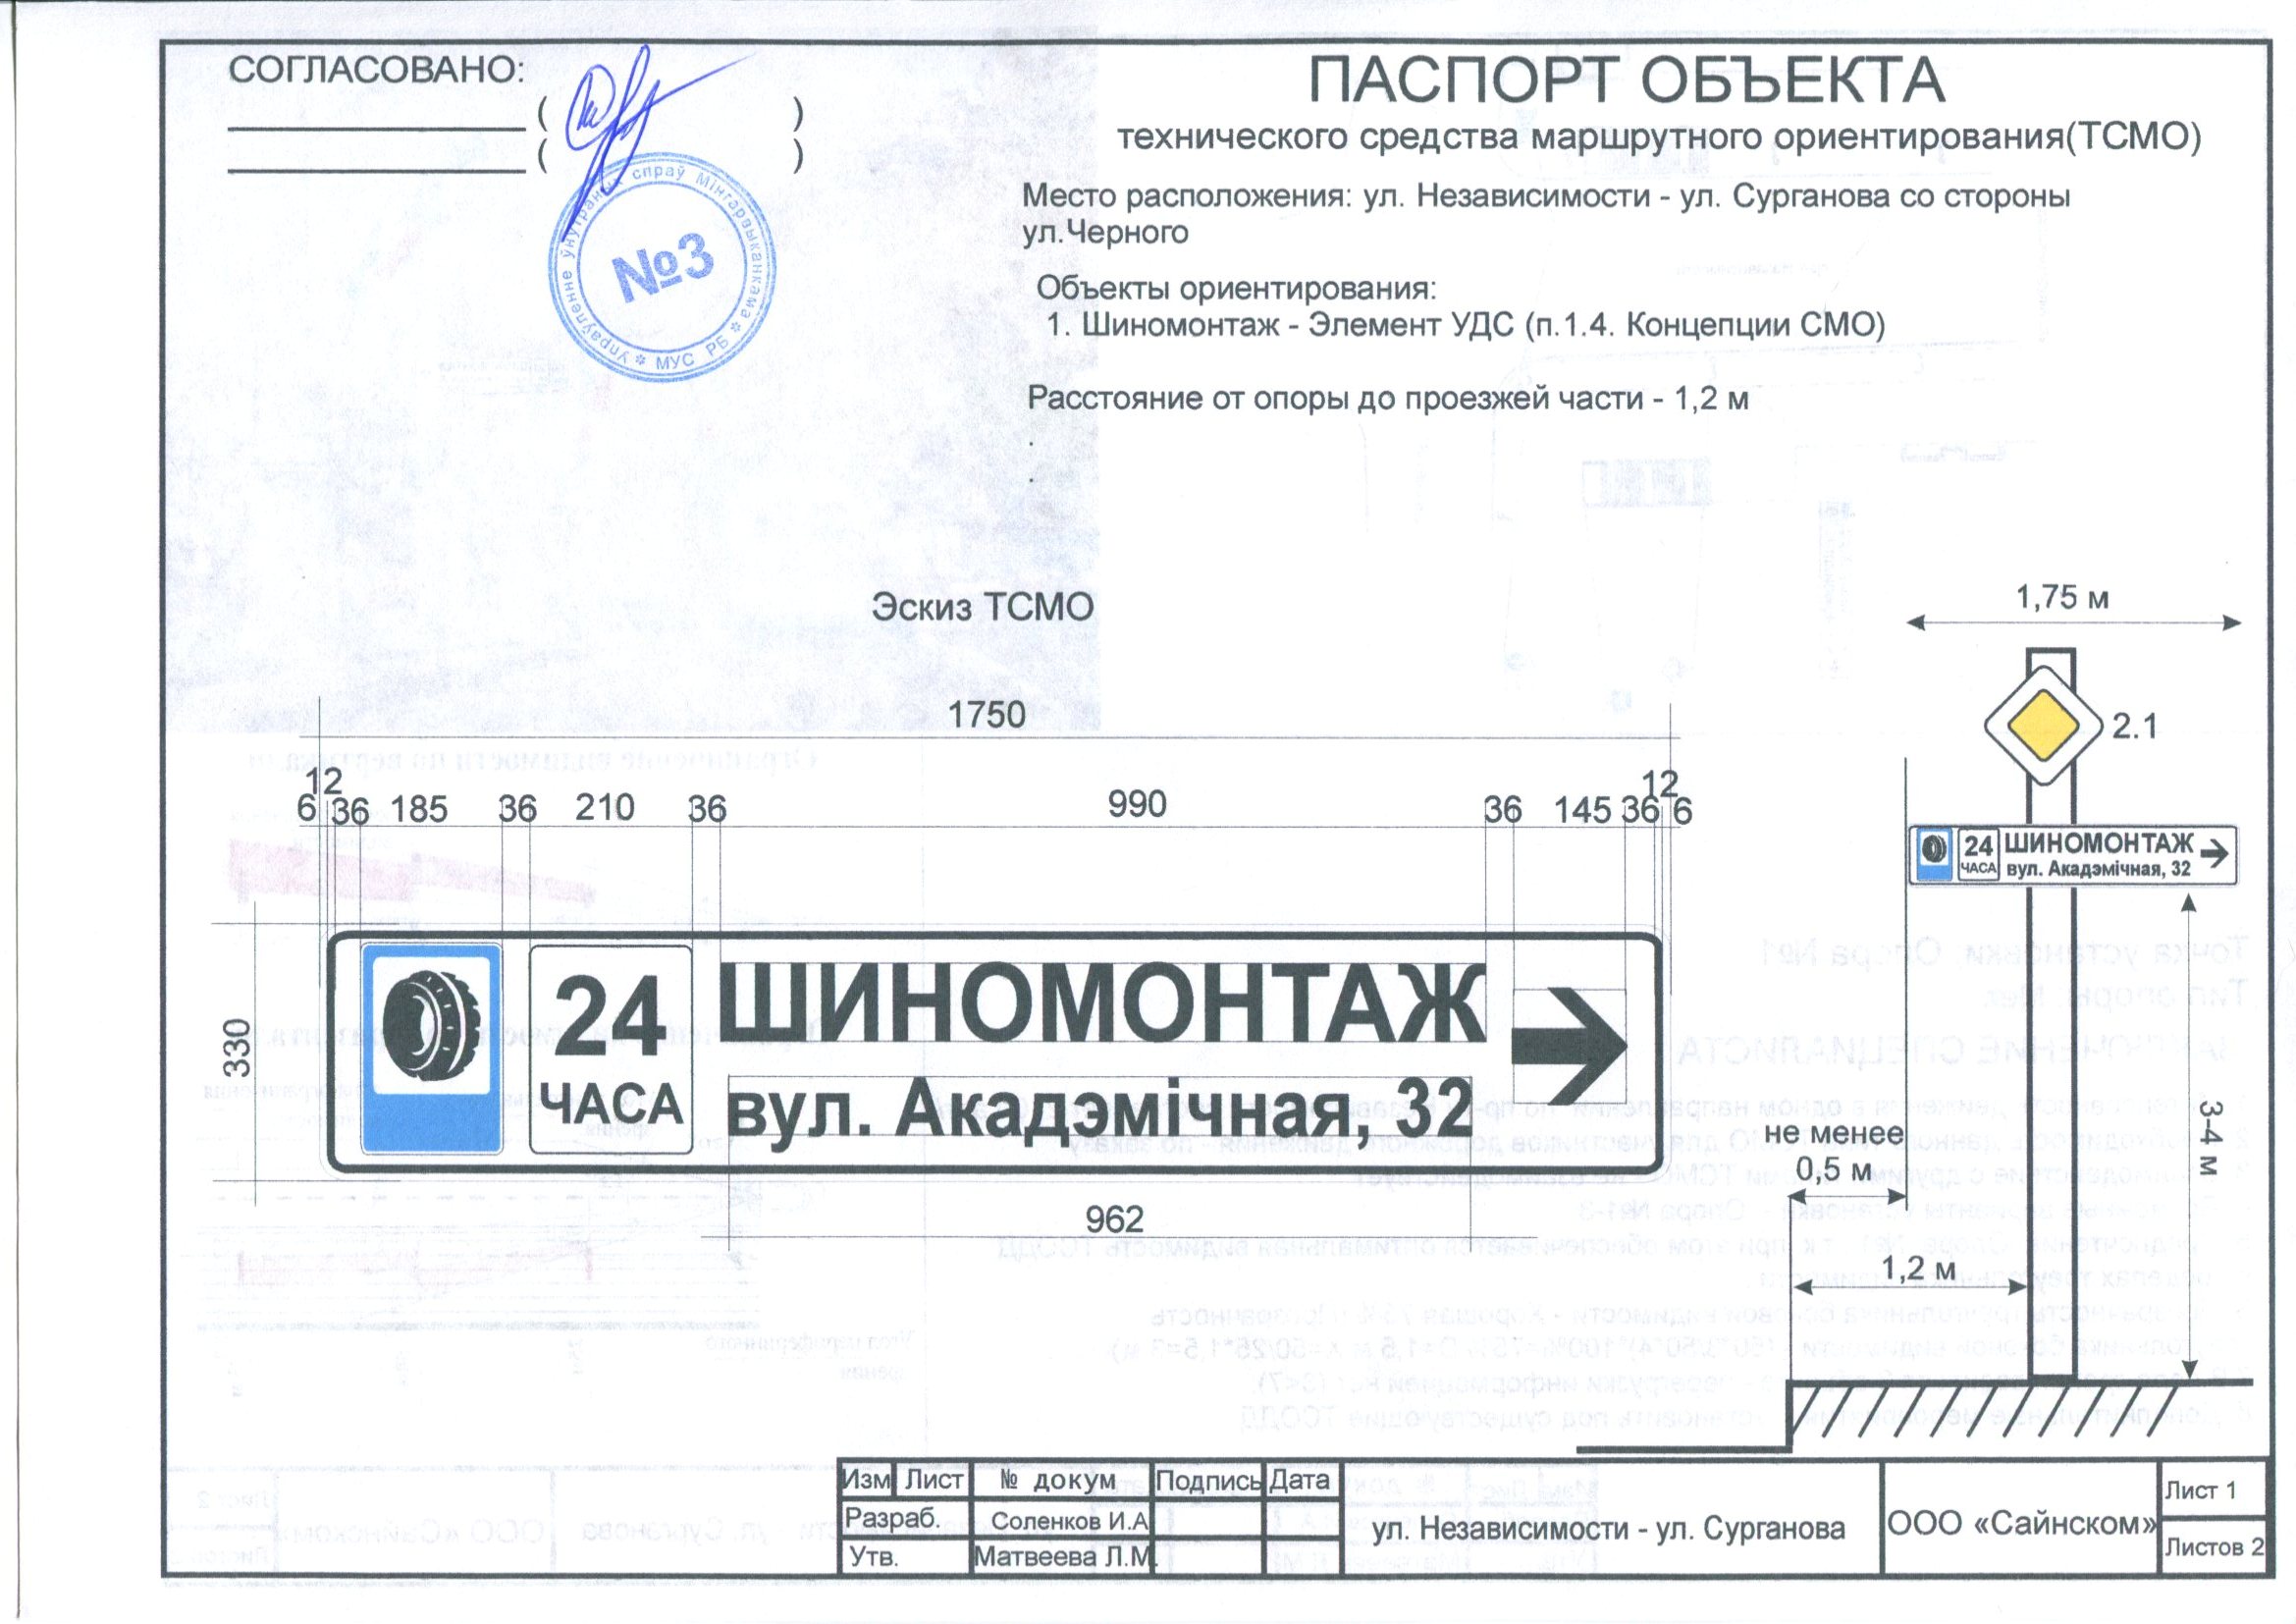 СОГЛАСОВАНО:
( )
( )
упраўленне ўнутраных спраў Мінгарвыканкама * МУС РБ *
№3
ПАСПОРТ ОБЪЕКТА
технического средства маршрутного ориентирования(ТСМО)
Место расположения: ул. Независимости - ул. Сурганова со стороны
ул.Черного
Объекты ориентирования:
1. Шиномонтаж - Элемент УДС (п.1.4. Концепции СМО)
Расстояние от опоры до проезжей части - 1,2 м
.
.
Эскиз ТСМО
1750
12
6 36 185 36 210 36 990 36 145 36 6
12
330
24
ЧАСА
ШИНОМОНТАЖ
вул. Акадэмічная, 32
962
1,75 м
2.1
24
ЧАСА
ШИНОМОНТАЖ
вул. Акадэмічная, 32
не менее
0,5 м
3-4 м
1,2 м
Изм Лист № докум Подпись Дата
Разраб. Соленков И.А.
Утв. Матвеева Л.М.
ул. Независимости - ул. Сурганова
ООО «Сайнском»
Лист 1
Листов 2